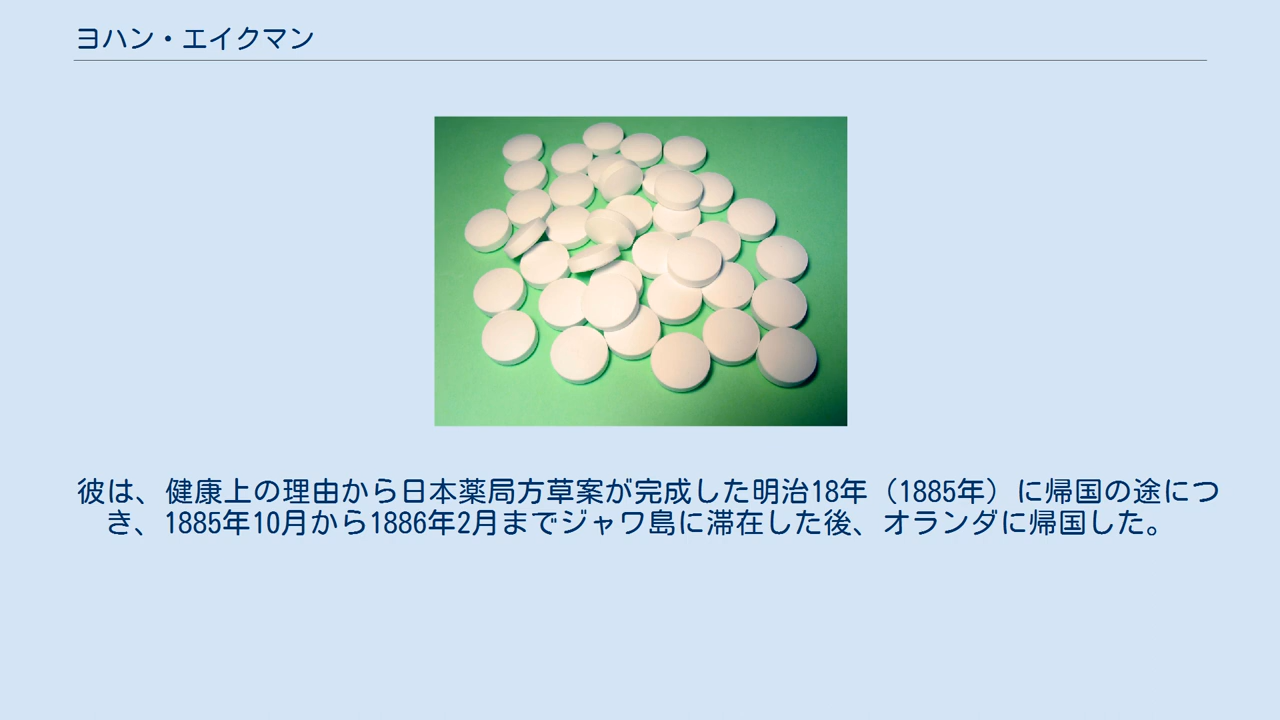 ヨハン・エイクマン
彼は、健康上の理由から日本薬局方草案が完成した明治18年（1885年）に帰国の途につ
き、1885年10月から1886年2月までジャワ島に滞在した後、オランダに帰国した。